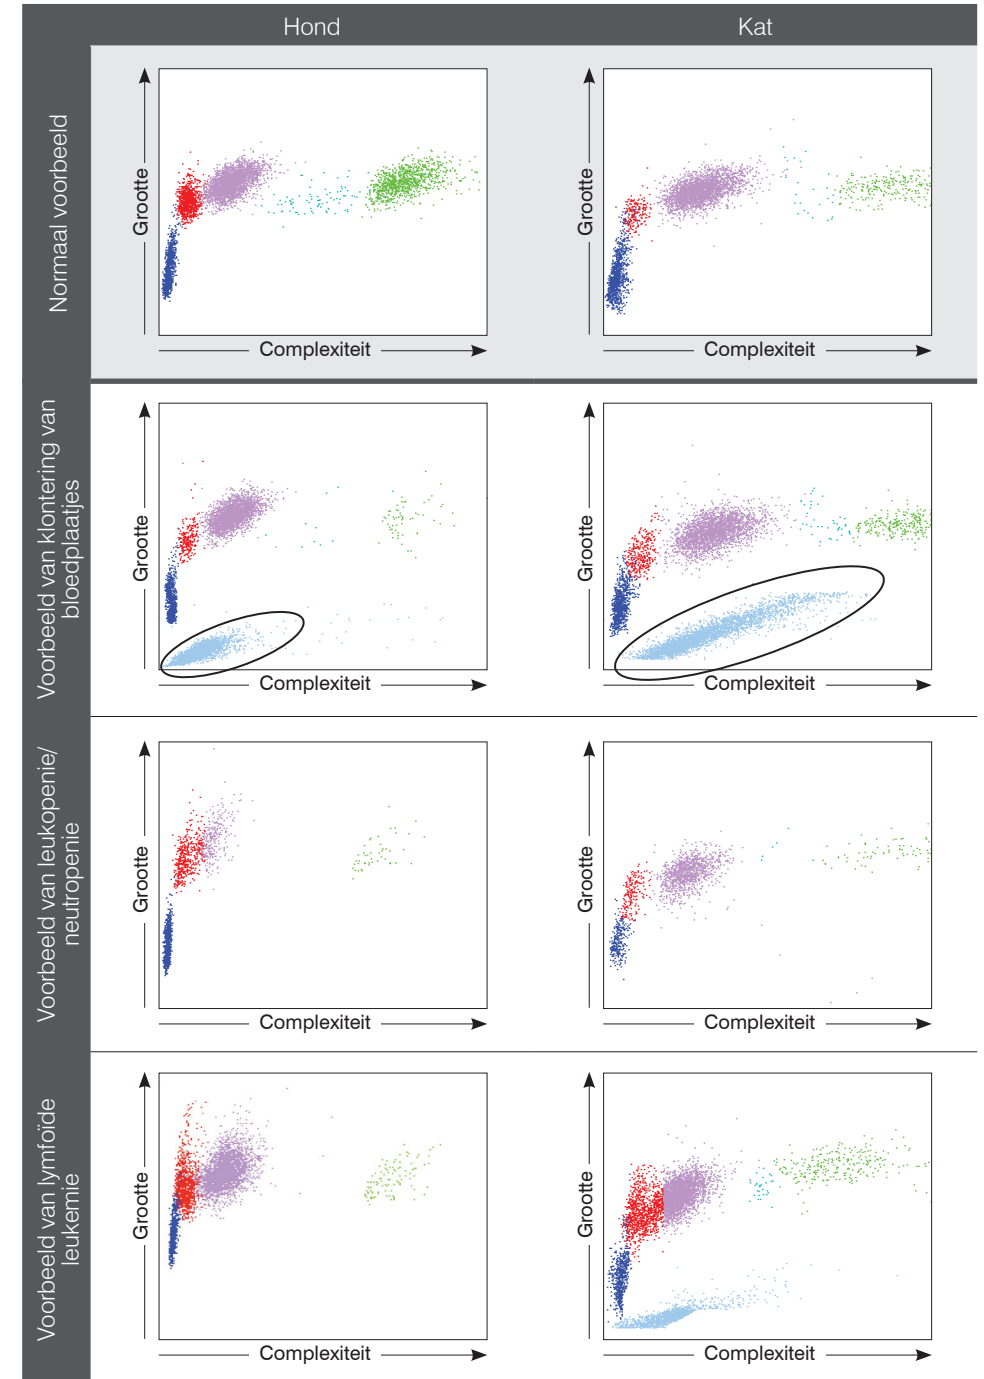 Hond
Kat
Normaal voorbeeld
Grootte
Complexiteit
Grootte
Complexiteit
Voorbeeld van klontering van
bloedplaatjes
Grootte
Complexiteit
Grootte
Complexiteit
Voorbeeld van leukopenie/
neutropenie
Grootte
Complexiteit
Grootte
Complexiteit
Voorbeeld van lymfoïde
leukemie
Grootte
Complexiteit
Grootte
Complexiteit